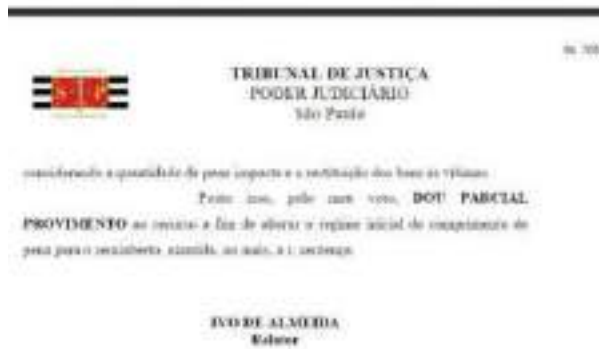 fls. 
TRIBUNAL DE JUSTIÇA
PODER JUDICIÁRIO
São Paulo
considerando a quantidade de pena imposta e a restituição dos bens às vítimas.
Posto isso, pelo meu voto, DOU PARCIAL
PROVIMENTO ao recurso a fim de alterar o regime inicial de cumprimento de
pena para o semiaberto, mantida, no mais, a r. sentença.
IVO DE ALMEIDA
Relator